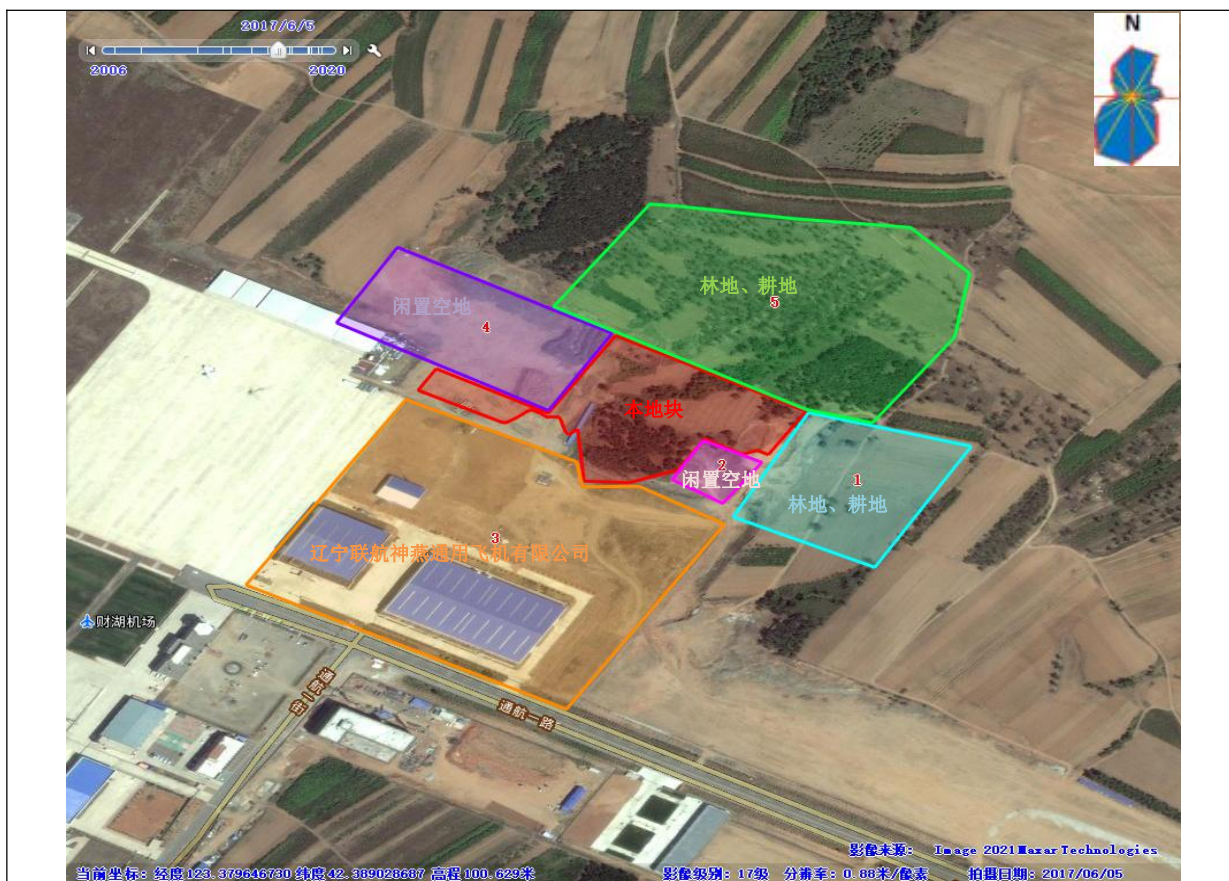 2017/6/5
2006
2020
N
林地、耕地
5
闲置空地
4
本地块
2
闲置空地
1
林地、耕地
3
辽宁联航神燕通用飞机有限公司
财湖机场
通航一街
通航一路
影像来源： Image 2021MaxarTechnologies
当前坐标：经度123.379646730 纬度42.389028687 高程100.629米 影像级别：17级 分辨率：0.88米/像素 拍摄日期：2017/06/05